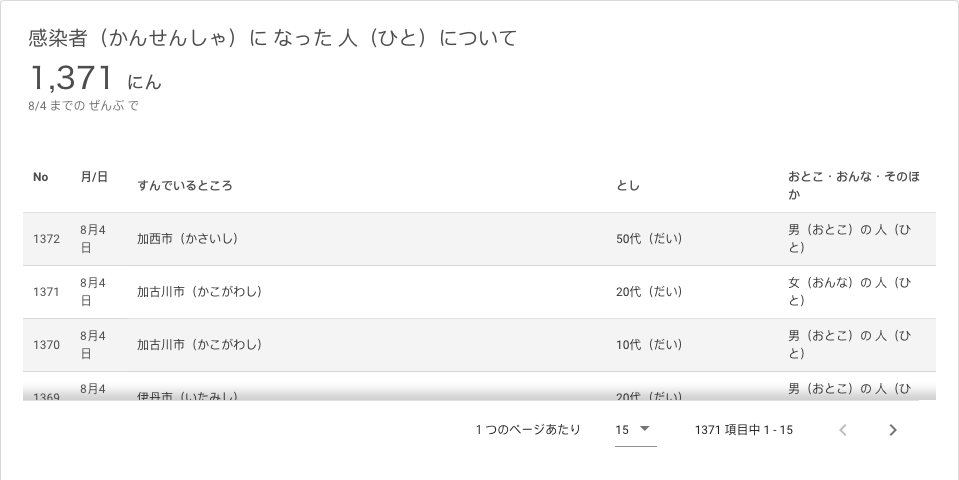 感染者（かんせんしゃ）に なった 人（ひと）について
1,371 にん
8/4 までの ぜんぶ で
No 月/日 すんでいるところ とし おとこ・おんな・そのほ
か
1372 8月4
日 加西市（かさいし） 50代（だい） 男（おとこ）の 人（ひ
と）
1371 8月4
日 加古川市（かこがわし） 20代（だい） 女（おんな）の 人（ひ
と）
1370 8月4
日 加古川市（かこがわし） 10代（だい） 男（おとこ）の 人（ひ
と）
1369 8月4 伊丹市（いたみし） 20代（だい） 男（おとこ）の 人（ひ
1 つのページあたり 15 1371 項目中 1 - 15